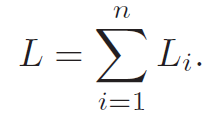 L = \sum_{i=1}^{n} L_i.